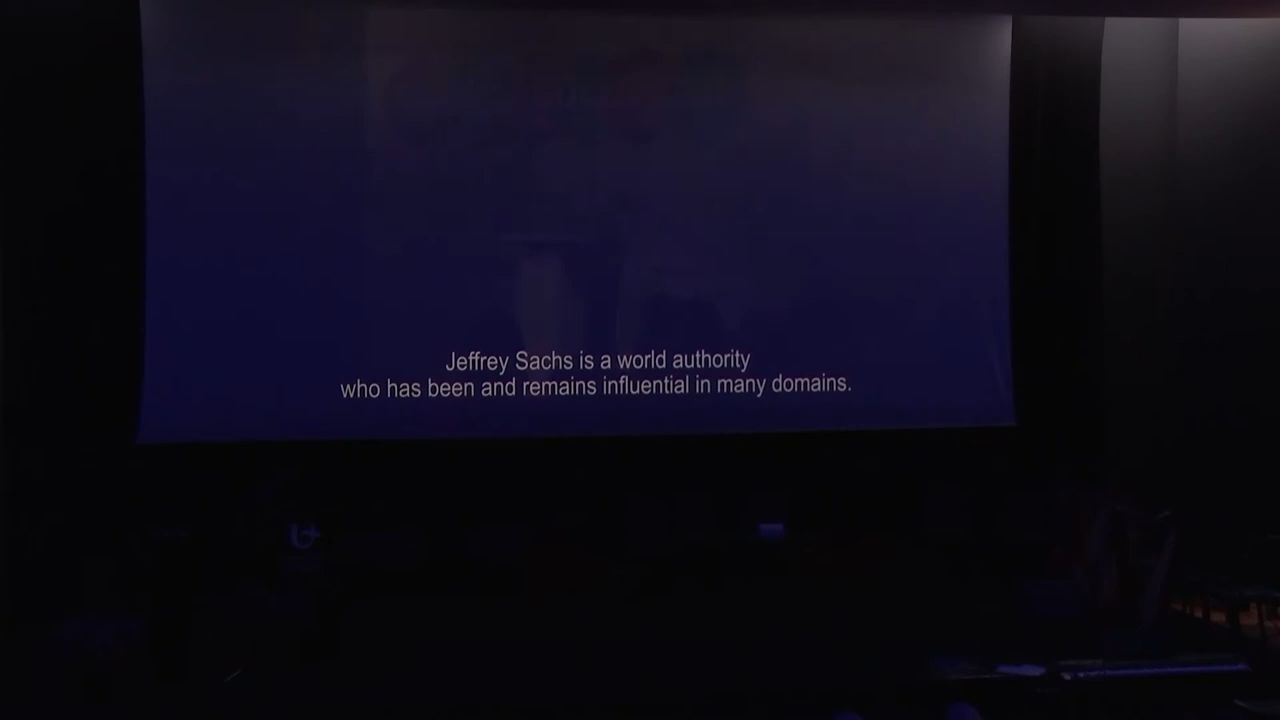 Jeffrey Sachs is a world authority
who has been and remains influential in many domains.